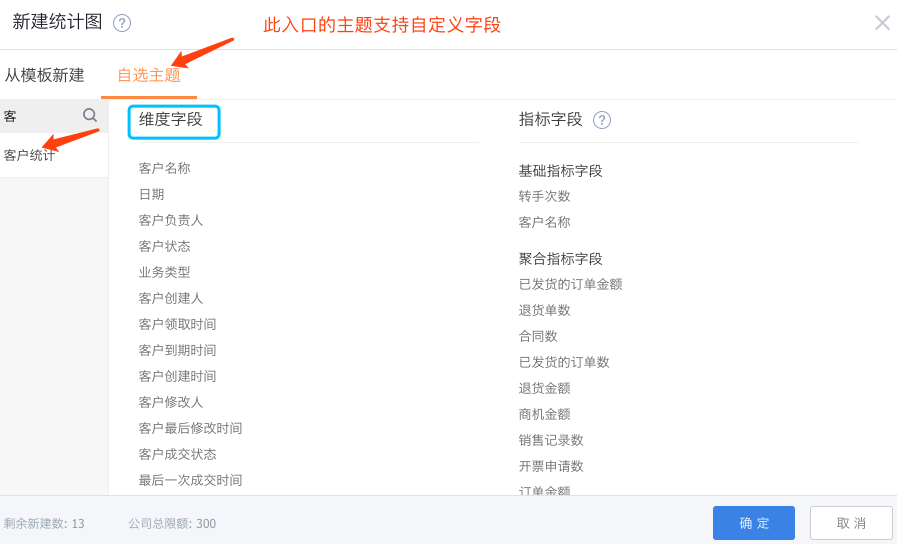 新建统计图 ?
此入口的主题支持自定义字段
从模板新建
自选主题
客
客户统计
维度字段
客户名称
日期
客户负责人
客户状态
业务类型
客户创建人
客户领取时间
客户到期时间
客户创建时间
客户修改人
客户最后修改时间
客户成交状态
最后一次成交时间
指标字段 ?
基础指标字段
转手次数
客户名称
聚合指标字段
已发货的订单金额
退货单数
合同数
已发货的订单数
退货金额
商机金额
销售记录数
开票申请数
订单金额
剩余新建数: 13
公司总限额: 300
确定
取消